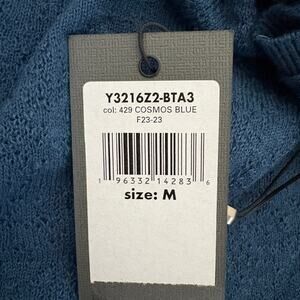 Y3216Z2-BTA3
col: 429 COSMOS BLUE
F23-23
1 96332 14283 6
size: M